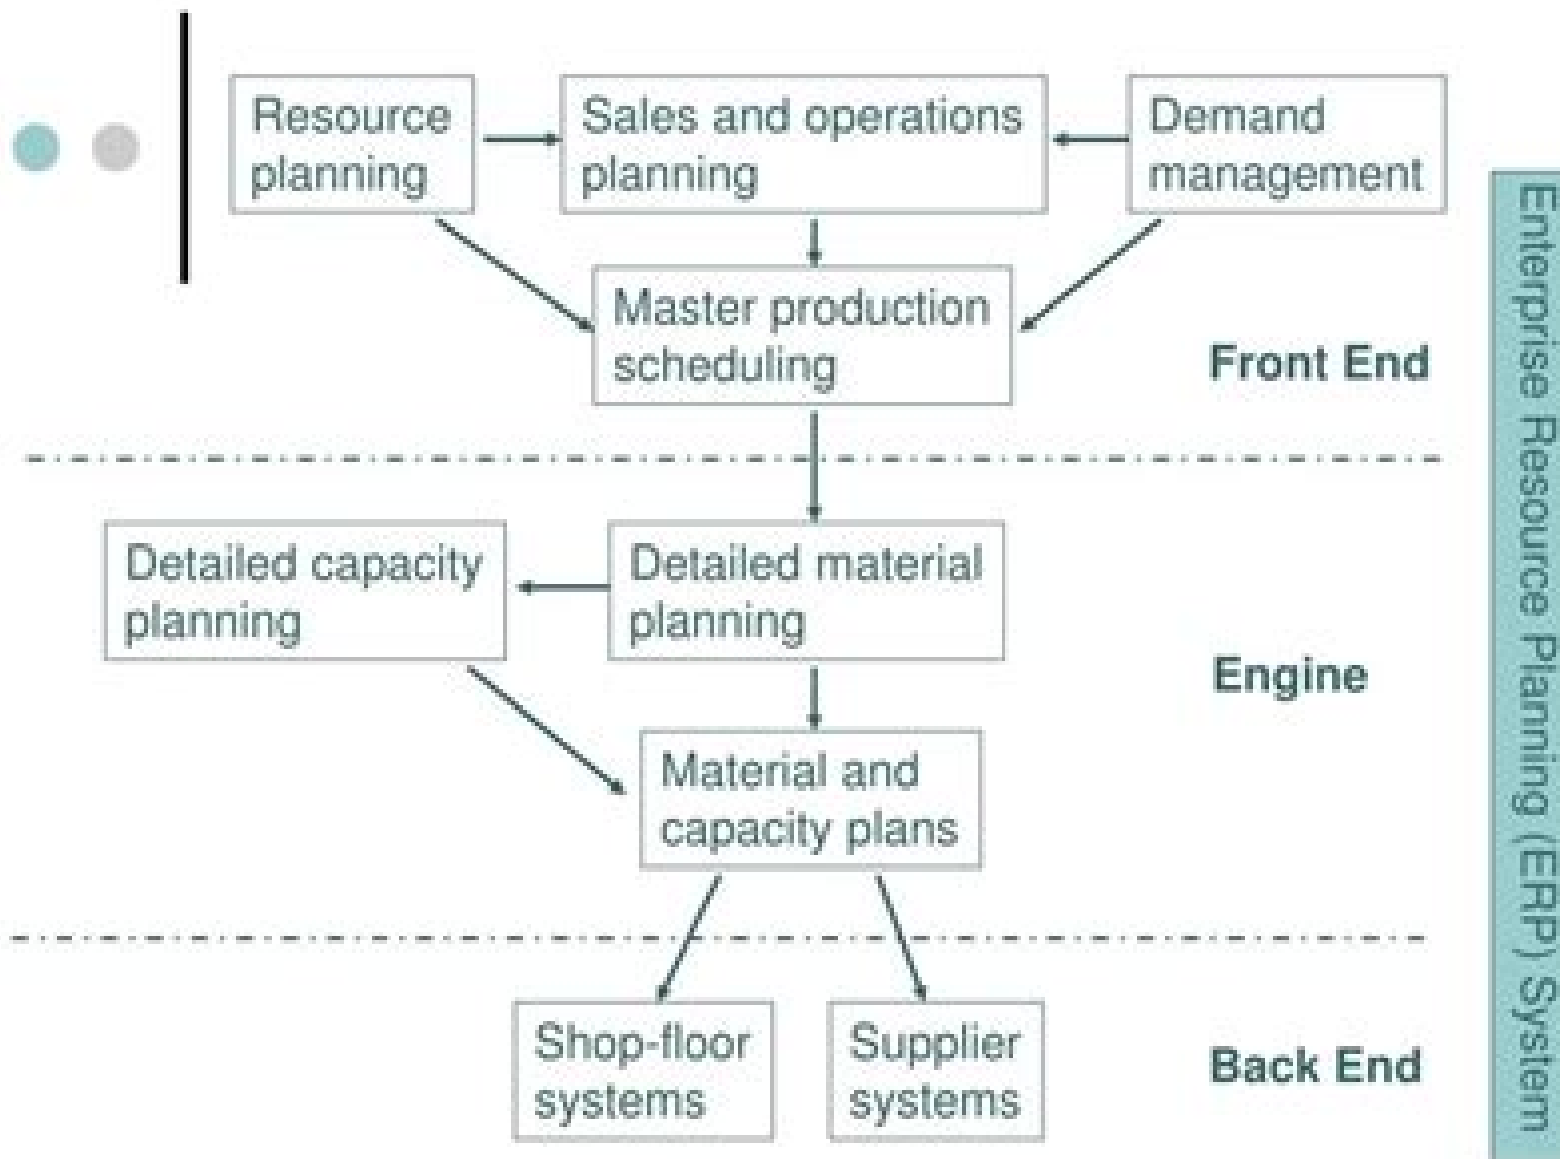 Resource
planning
Sales and operations
planning
Demand
management
Master production
scheduling
Front End
Detailed capacity
planning
Detailed material
planning
Engine
Material and
capacity plans
Shop-floor
systems
Supplier
systems
Back End
Enterprise Resource Planning (ERP) System